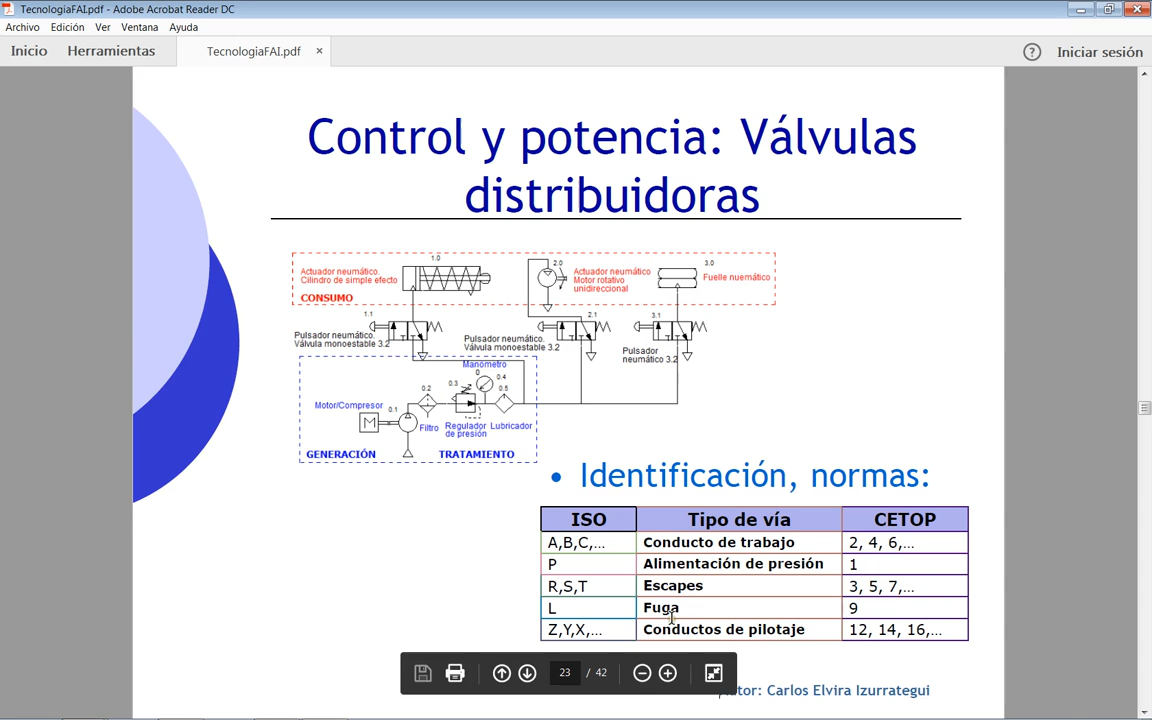 TecnologiaFAI.pdf - Adobe Acrobat Reader DC
Archivo Edición Ver Ventana Ayuda
Inicio Herramientas TecnologiaFAI.pdf × ? Iniciar sesión
Control y potencia: Válvulas
distribuidoras
1.0 2.0 3.0
Actuador neumático.
Cilindro de simple efecto
CONSUMO
Actuador neumático
Motor rotativo
unidireccional
Fuelle nuemático
1.1 2.1 3.1
Pulsador neumático.
Válvula monoestable 3.2
Pulsador neumático.
Válvula monoestable 3.2
Pulsador
neumático 3.2
Manómetro
0
0.4
0.2 0.3 0.5
Motor/Compresor 0.1
M
Filtro
Regulador
de presión
Lubricador
GENERACIÓN TRATAMIENTO
• Identificación, normas:
ISO Tipo de vía CETOP
A,B,C,... Conducto de trabajo 2, 4, 6,...
P Alimentación de presión 1
R,S,T Escapes 3, 5, 7,...
L Fuga 9
Z,Y,X,... Conductos de pilotaje 12, 14, 16,...
23 / 42
Autor: Carlos Elvira Izurrategui